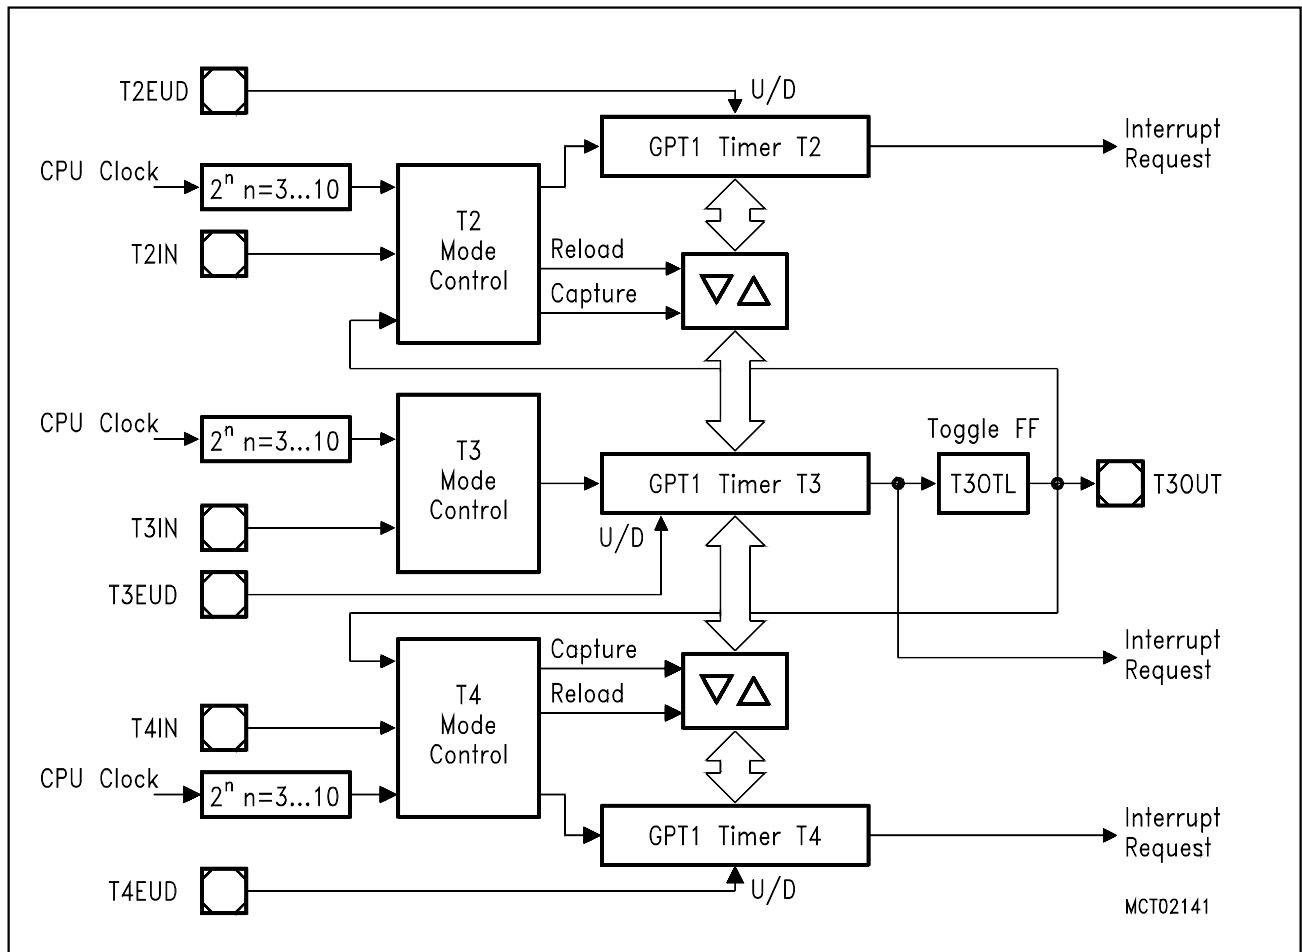 T2EUD
U/D
GPT1 Timer T2
Interrupt
Request
CPU Clock
2ⁿ n=3...10
T2
Mode
Control
T2IN
Reload
Capture
CPU Clock
2ⁿ n=3...10
T3
Mode
Control
Toggle FF
GPT1 Timer T3
T3OTL
T3OUT
T3IN
U/D
T3EUD
Capture
Interrupt
Request
Reload
T4
Mode
Control
T4IN
CPU Clock
2ⁿ n=3...10
GPT1 Timer T4
Interrupt
Request
T4EUD
U/D
MCT02141